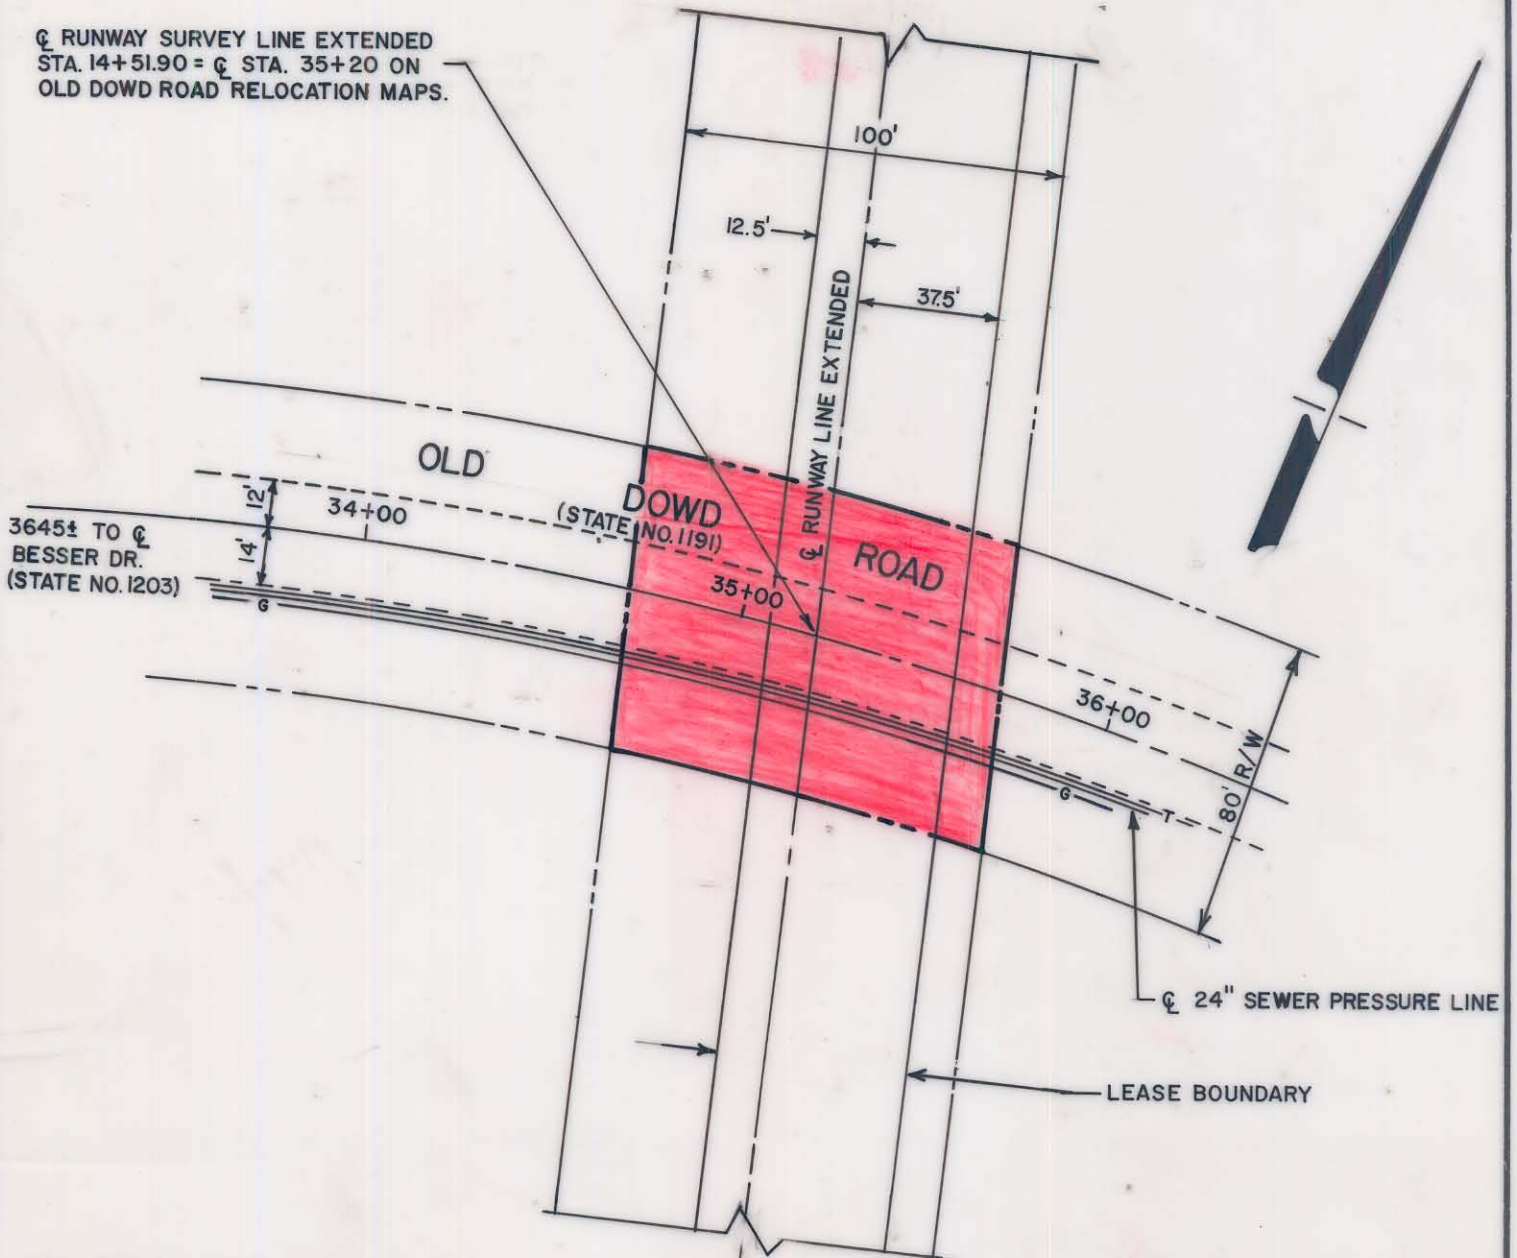 ℄ RUNWAY SURVEY LINE EXTENDED
STA. 14+51.90 = ℄ STA. 35+20 ON
OLD DOWD ROAD RELOCATION MAPS.
100'
12.5'
37.5'
℄ RUNWAY LINE EXTENDED
OLD DOWD ROAD
(STATE NO. 1191)
12'
14'
34+00
35+00
36+00
3645± TO ℄
BESSER DR.
(STATE NO. 1203)
G
G
T
80' R/W
℄ 24" SEWER PRESSURE LINE
LEASE BOUNDARY